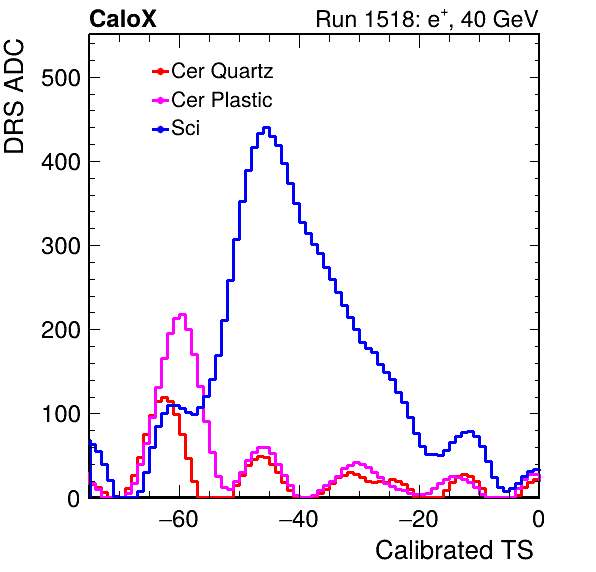 CaloX Run 1518: e⁺, 40 GeV
DRS ADC
Cer Quartz
Cer Plastic
Sci
500
400
300
200
100
0
−60 −40 −20 0
Calibrated TS